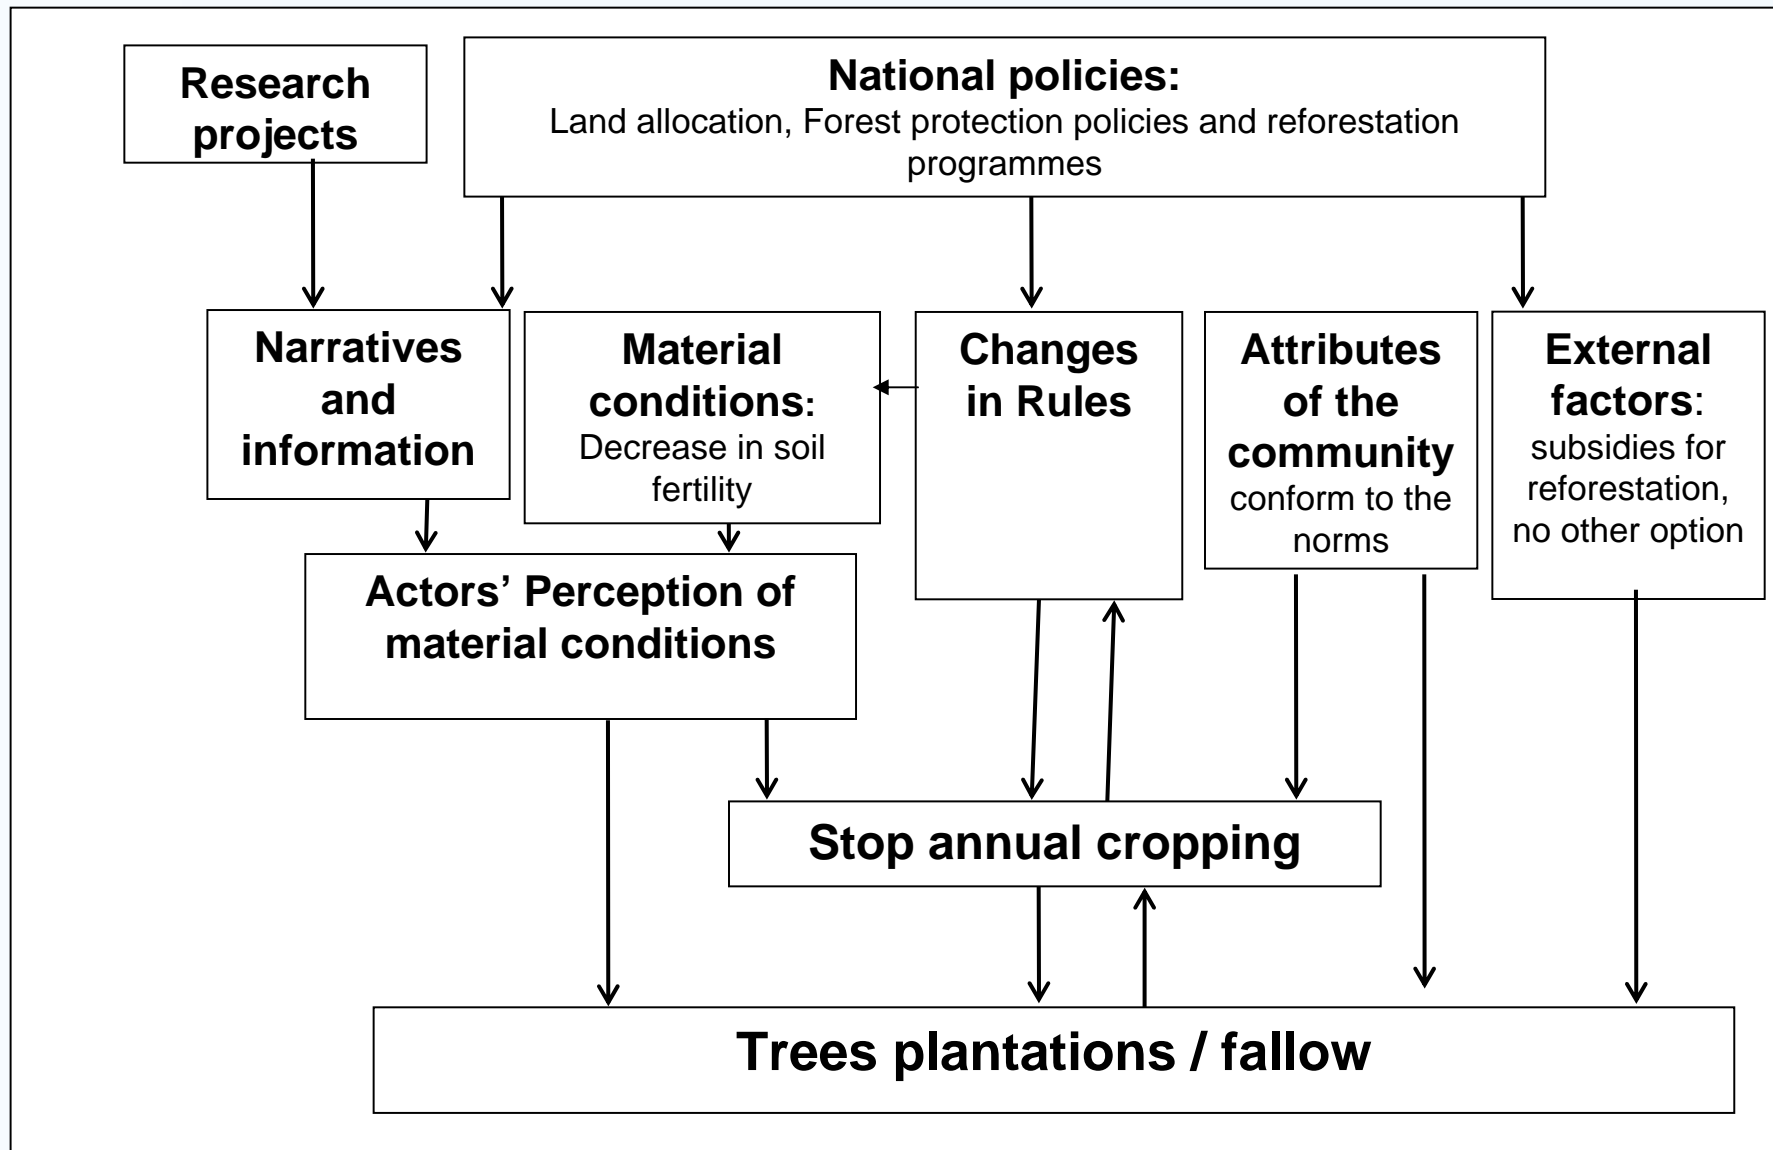 Research
projects
National policies:
Land allocation, Forest protection policies and reforestation
programmes
Narratives
and
information
Material
conditions:
Decrease in soil
fertility
Changes
in Rules
Attributes
of the
community
conform to the
norms
External
factors:
subsidies for
reforestation,
no other option
Actors’ Perception of
material conditions
Stop annual cropping
Trees plantations / fallow